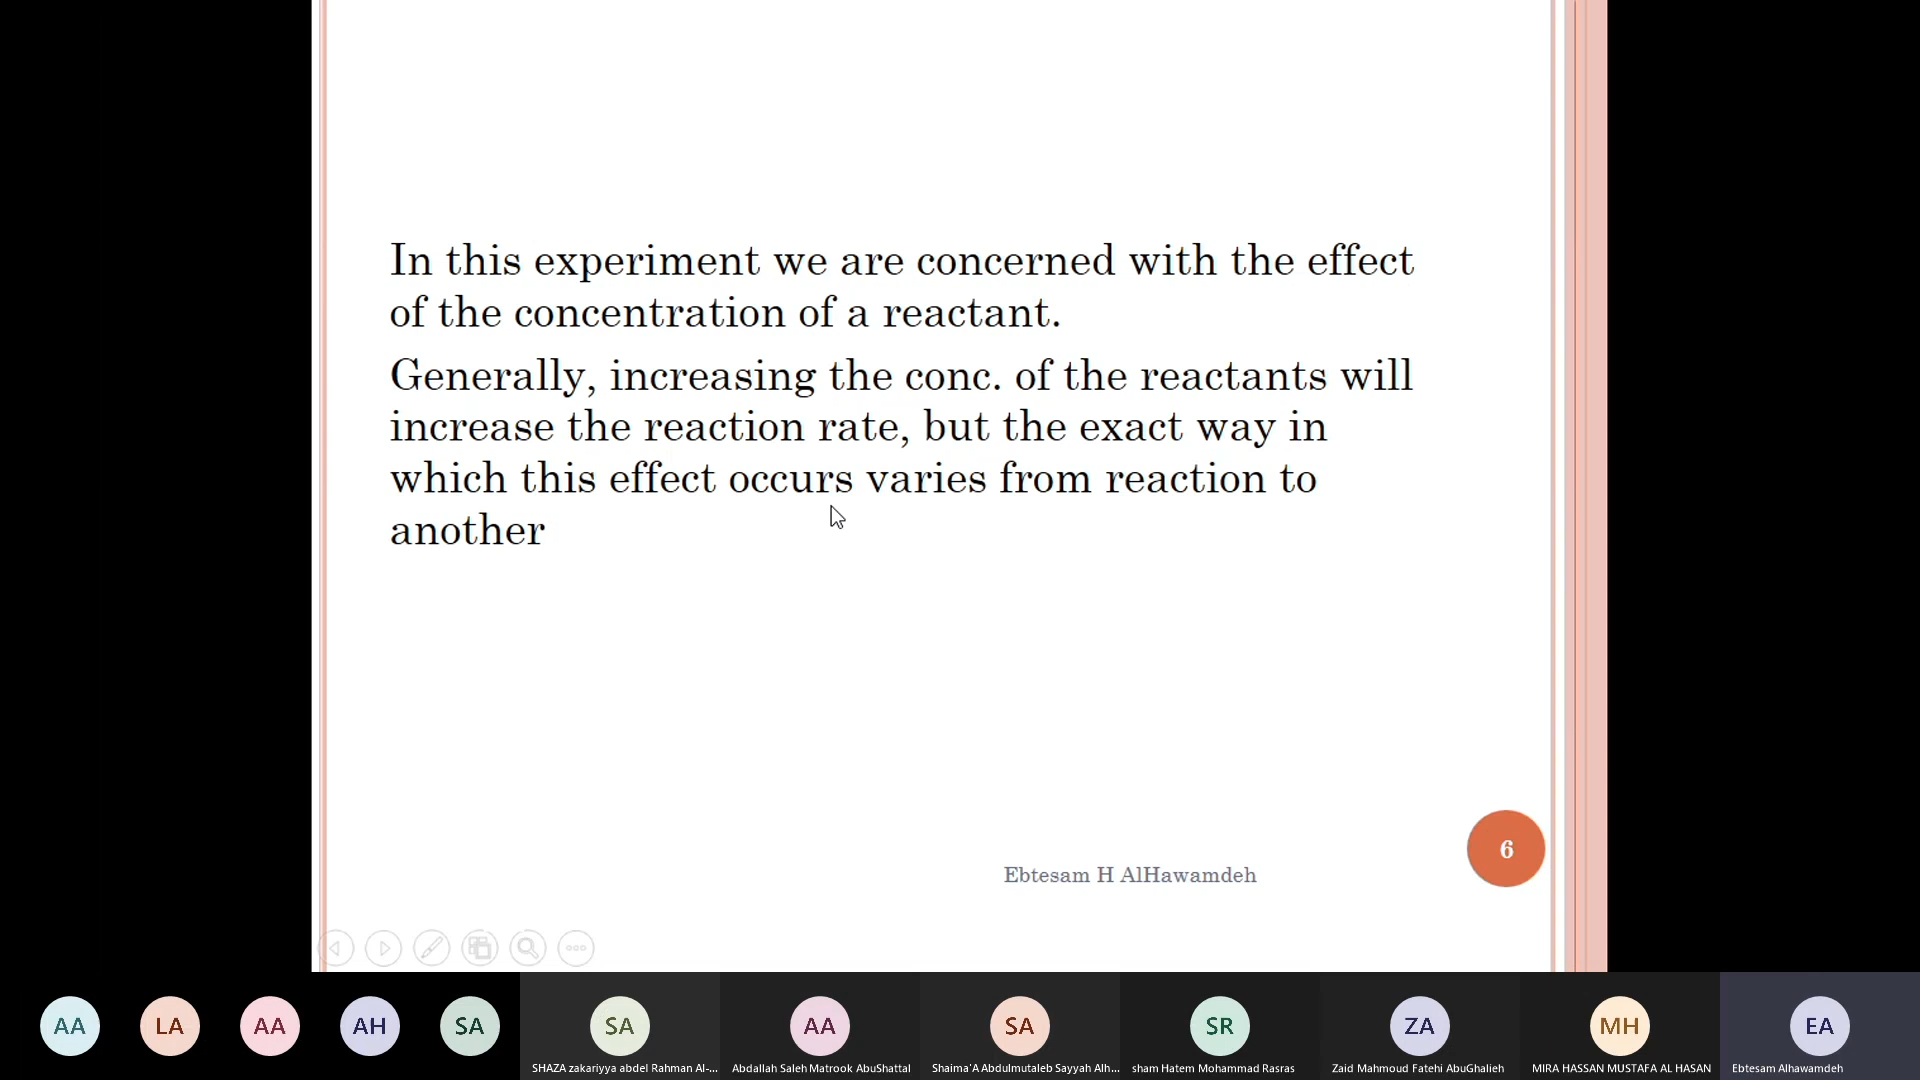 In this experiment we are concerned with the effect
of the concentration of a reactant.
Generally, increasing the conc. of the reactants will
increase the reaction rate, but the exact way in
which this effect occurs varies from reaction to
another
6
Ebtesam H AlHawamdeh
AA
LA
AA
AH
SA
SA
AA
SA
SR
ZA
MH
EA
SHAZA zakariyya abdel Rahman Al-...
Abdallah Saleh Matrook AbuShattal
Shaima'A Abdulmutaleb Sayyah Alh...
sham Hatem Mohammad Rasras
Zaid Mahmoud Fatehi AbuGhalieh
MIRA HASSAN MUSTAFA AL HASAN
Ebtesam Alhawamdeh